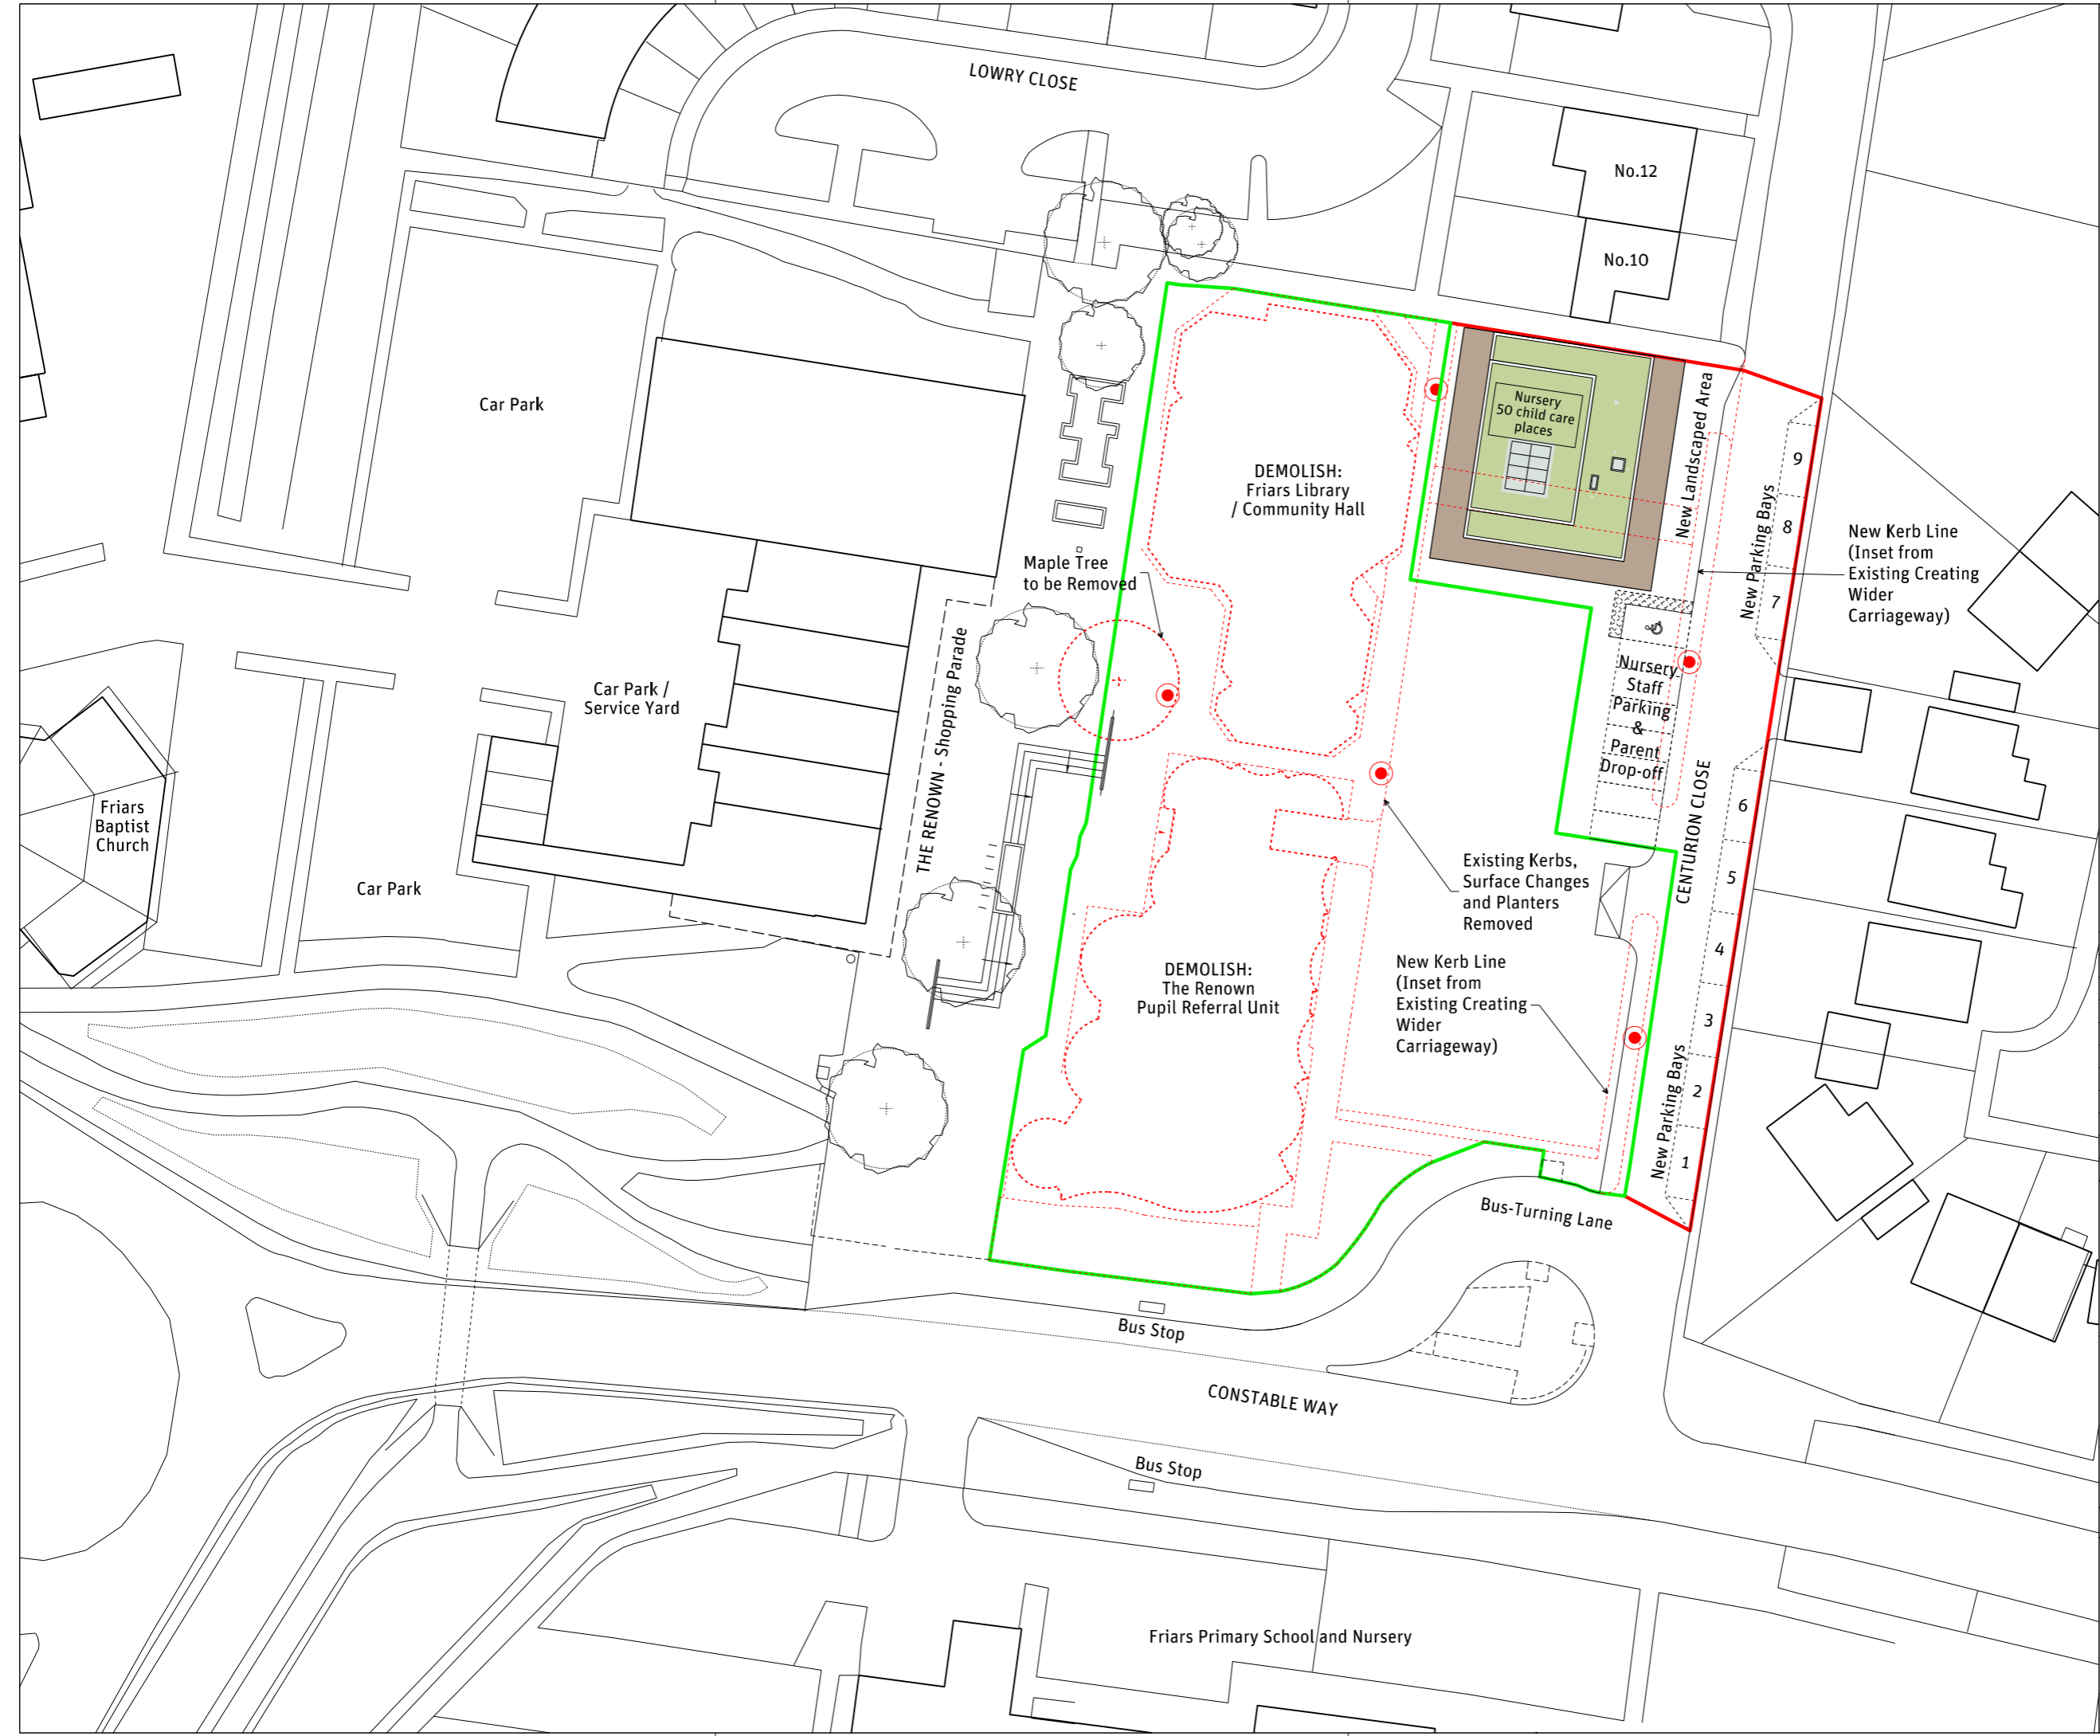 LOWRY CLOSE
No.12
No.10
Car Park
Nursery
50 child care
places
New Landscaped Area
DEMOLISH:
Friars Library
/ Community Hall
9
8
7
New Parking Bays
New Kerb Line
(Inset from
Existing Creating
Wider
Carriageway)
Maple Tree
to be Removed
THE RENOWN - Shopping Parade
Car Park /
Service Yard
Nursery
Staff
Parking
&
Parent
Drop-off
CENTURION CLOSE
6
5
4
3
2
1
New Parking Bays
Friars
Baptist
Church
Car Park
Existing Kerbs,
Surface Changes
and Planters
Removed
DEMOLISH:
The Renown
Pupil Referral Unit
New Kerb Line
(Inset from
Existing Creating
Wider
Carriageway)
Bus-Turning Lane
Bus Stop
CONSTABLE WAY
Bus Stop
Friars Primary School and Nursery